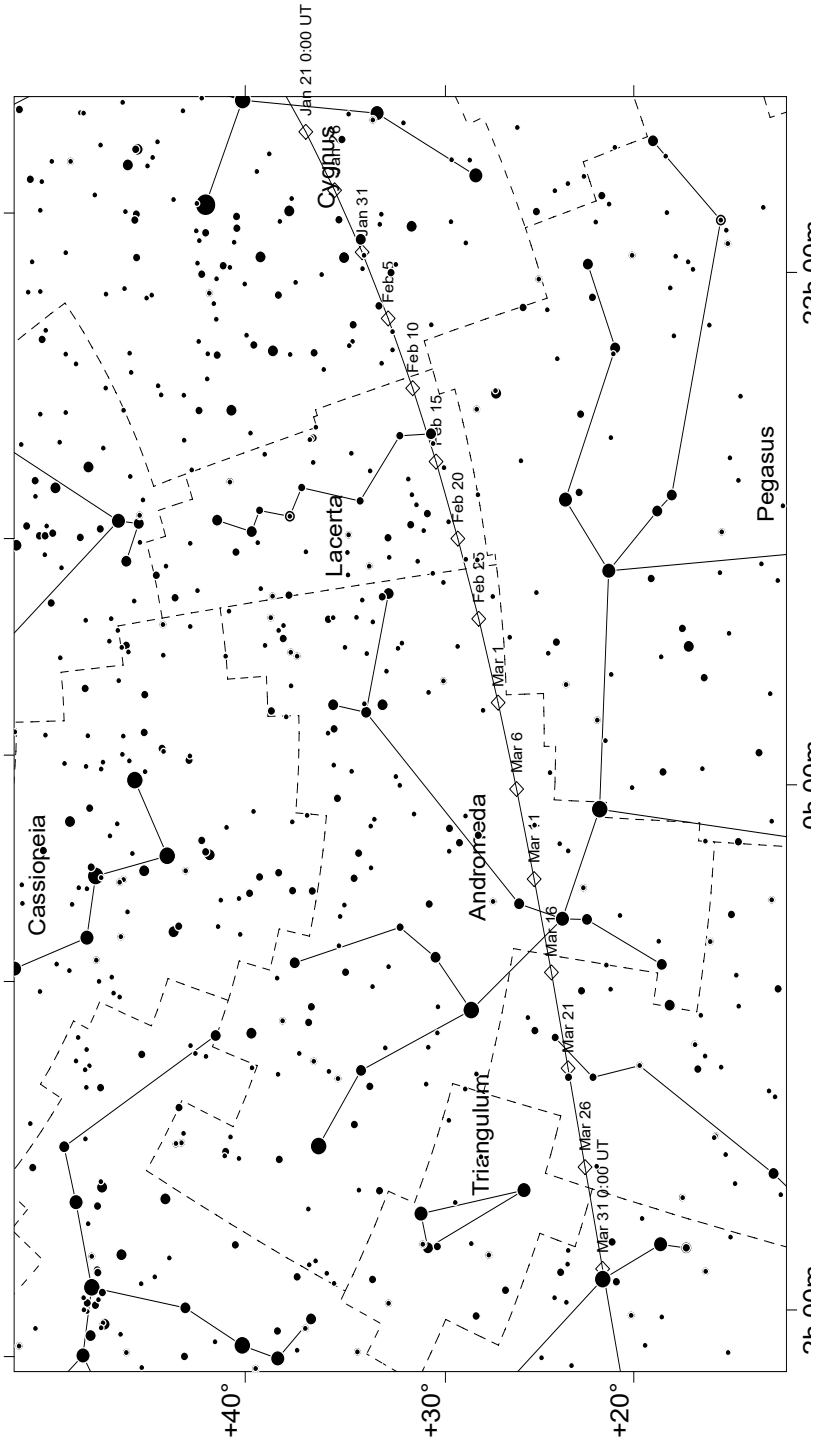 Jan 21 0:00 UT
Jan 26
Cygnus
Jan 31
Feb 5
Feb 10
Feb 15
Feb 20
Feb 25
Mar 1
Mar 6
Mar 11
Mar 16
Mar 21
Mar 26
Mar 31 0:00 UT
Lacerta
Pegasus
Cassiopeia
Andromeda
Triangulum
22h 00m
0h 00m
2h 00m
+40°
+30°
+20°